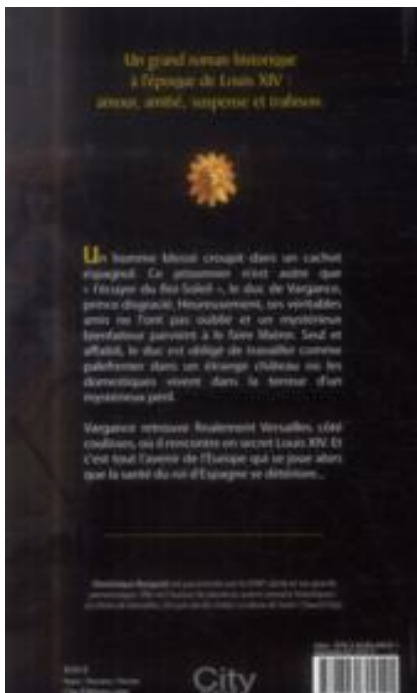 Un grand roman historique
à l'époque de Louis XIV :
amour, amitié, suspense et trahison.
Un homme blessé croupit dans un cachot
espagnol. Ce prisonnier n'est autre que
« l'écuyer du Roi-Soleil », le duc de Vargance,
prince disgracié. Heureusement, ses véritables
amis ne l'ont pas oublié et un mystérieux
bienfaiteur parvient à le faire libérer. Seul et
affaibli, le duc est obligé de travailler comme
palefrenier dans un étrange château où les
domestiques vivent dans la terreur d'un
mystérieux péril.
Vargance retrouve finalement Versailles côté
coulisses, où il rencontre en secret Louis XIV. Et
c'est tout l'avenir de l'Europe qui se joue alors
que la santé du roi d'Espagne se détériore...
City